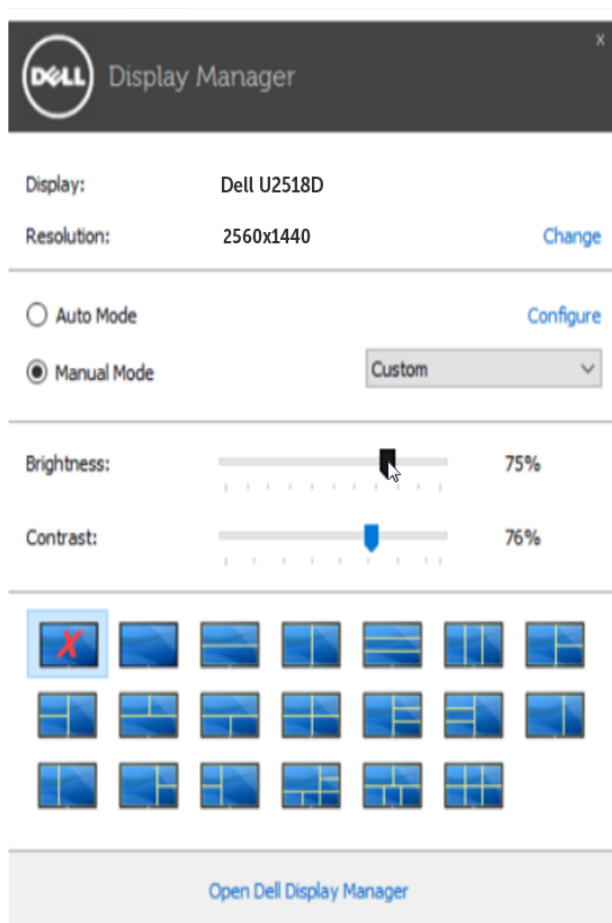 DELL Display Manager x
Display: Dell U2518D
Resolution: 2560x1440 Change
Auto Mode Configure
Manual Mode Custom
Brightness: 75%
Contrast: 76%
Open Dell Display Manager